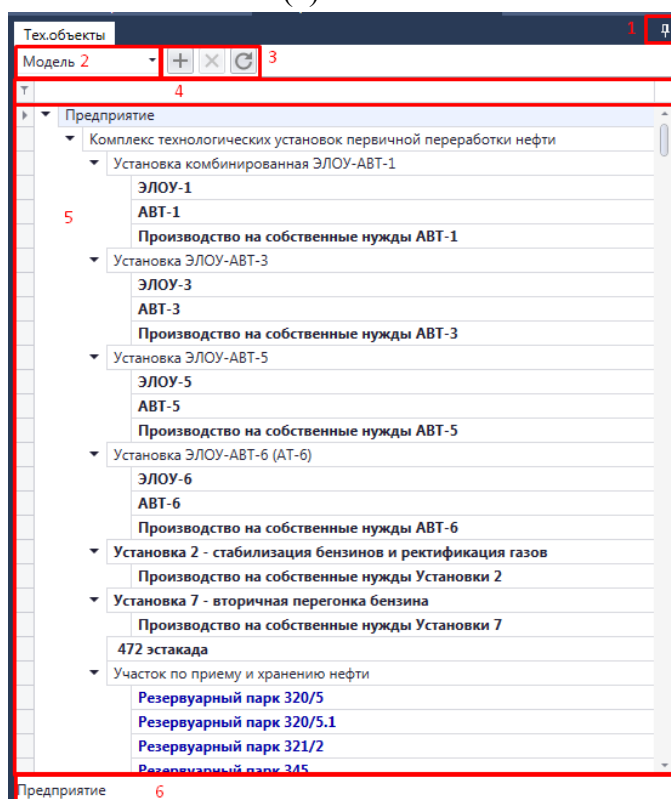 Тех.объекты 1
Модель 2 3
4
Предприятие
Комплекс технологических установок первичной переработки нефти
Установка комбинированная ЭЛОУ-АВТ-1
ЭЛОУ-1
5 АВТ-1
Производство на собственные нужды АВТ-1
Установка ЭЛОУ-АВТ-3
ЭЛОУ-3
АВТ-3
Производство на собственные нужды АВТ-3
Установка ЭЛОУ-АВТ-5
ЭЛОУ-5
АВТ-5
Производство на собственные нужды АВТ-5
Установка ЭЛОУ-АВТ-6 (АТ-6)
ЭЛОУ-6
АВТ-6
Производство на собственные нужды АВТ-6
Установка 2 - стабилизация бензинов и ректификация газов
Производство на собственные нужды Установки 2
Установка 7 - вторичная перегонка бензина
Производство на собственные нужды Установки 7
472 эстакада
Участок по приему и хранению нефти
Резервуарный парк 320/5
Резервуарный парк 320/5.1
Резервуарный парк 321/2
Резервуарный парк 345
Предприятие 6